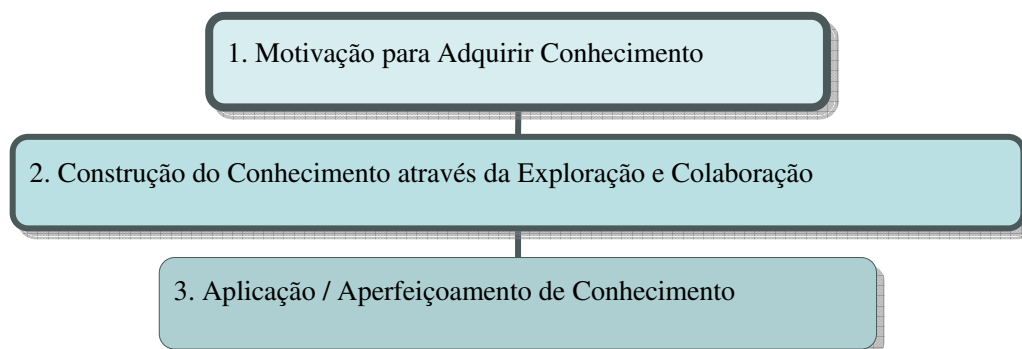 1. Motivação para Adquirir Conhecimento
2. Construção do Conhecimento através da Exploração e Colaboração
3. Aplicação / Aperfeiçoamento de Conhecimento